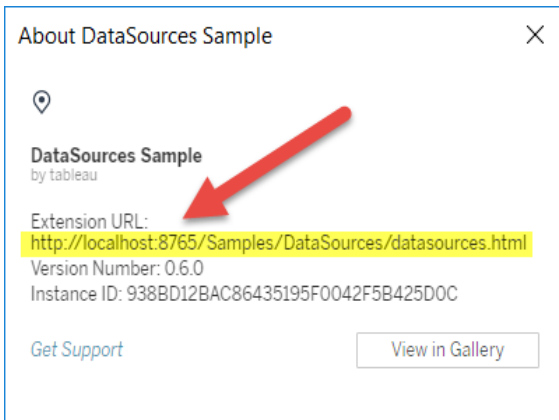 About DataSources Sample
DataSources Sample
by tableau
Extension URL:
http://localhost:8765/Samples/DataSources/datasources.html
Version Number: 0.6.0
Instance ID: 938BD12BAC86435195F0042F5B425D0C
Get Support
View in Gallery